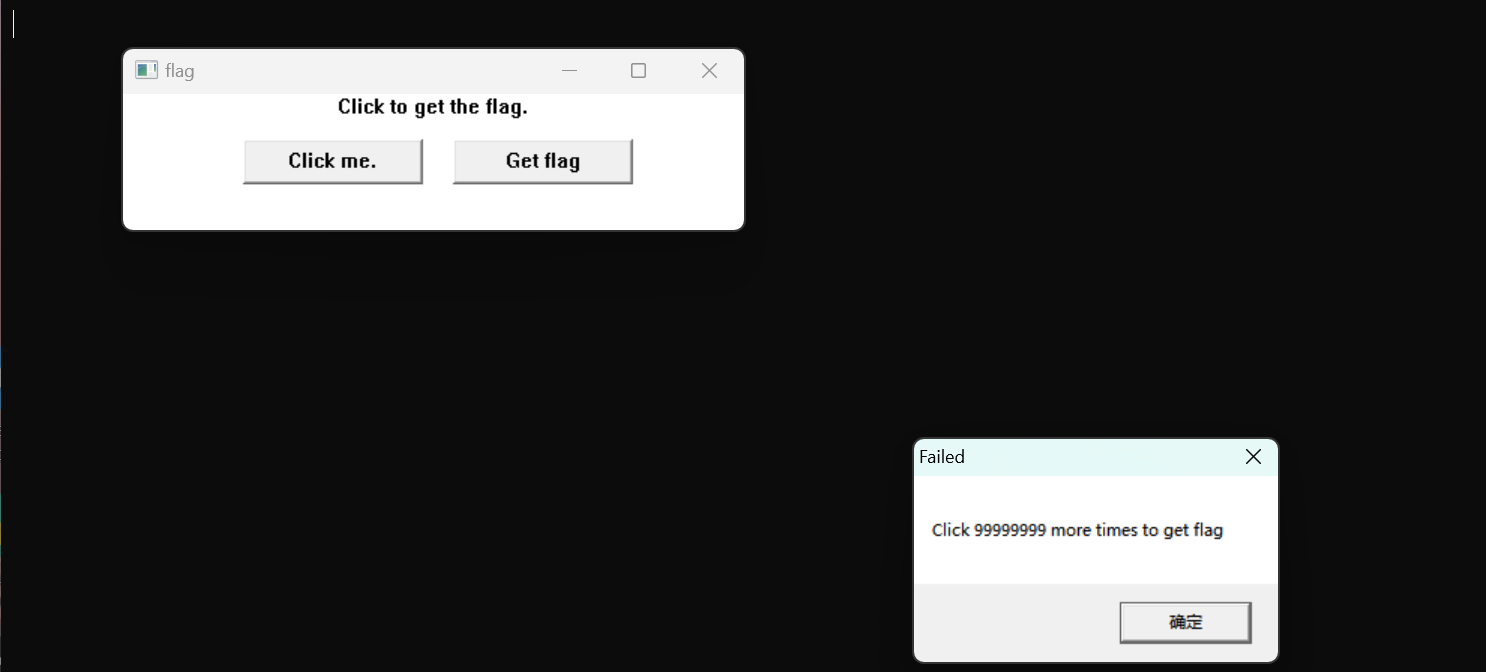 flag
Click to get the flag.
Click me.
Get flag
Failed
Click 99999999 more times to get flag
确定